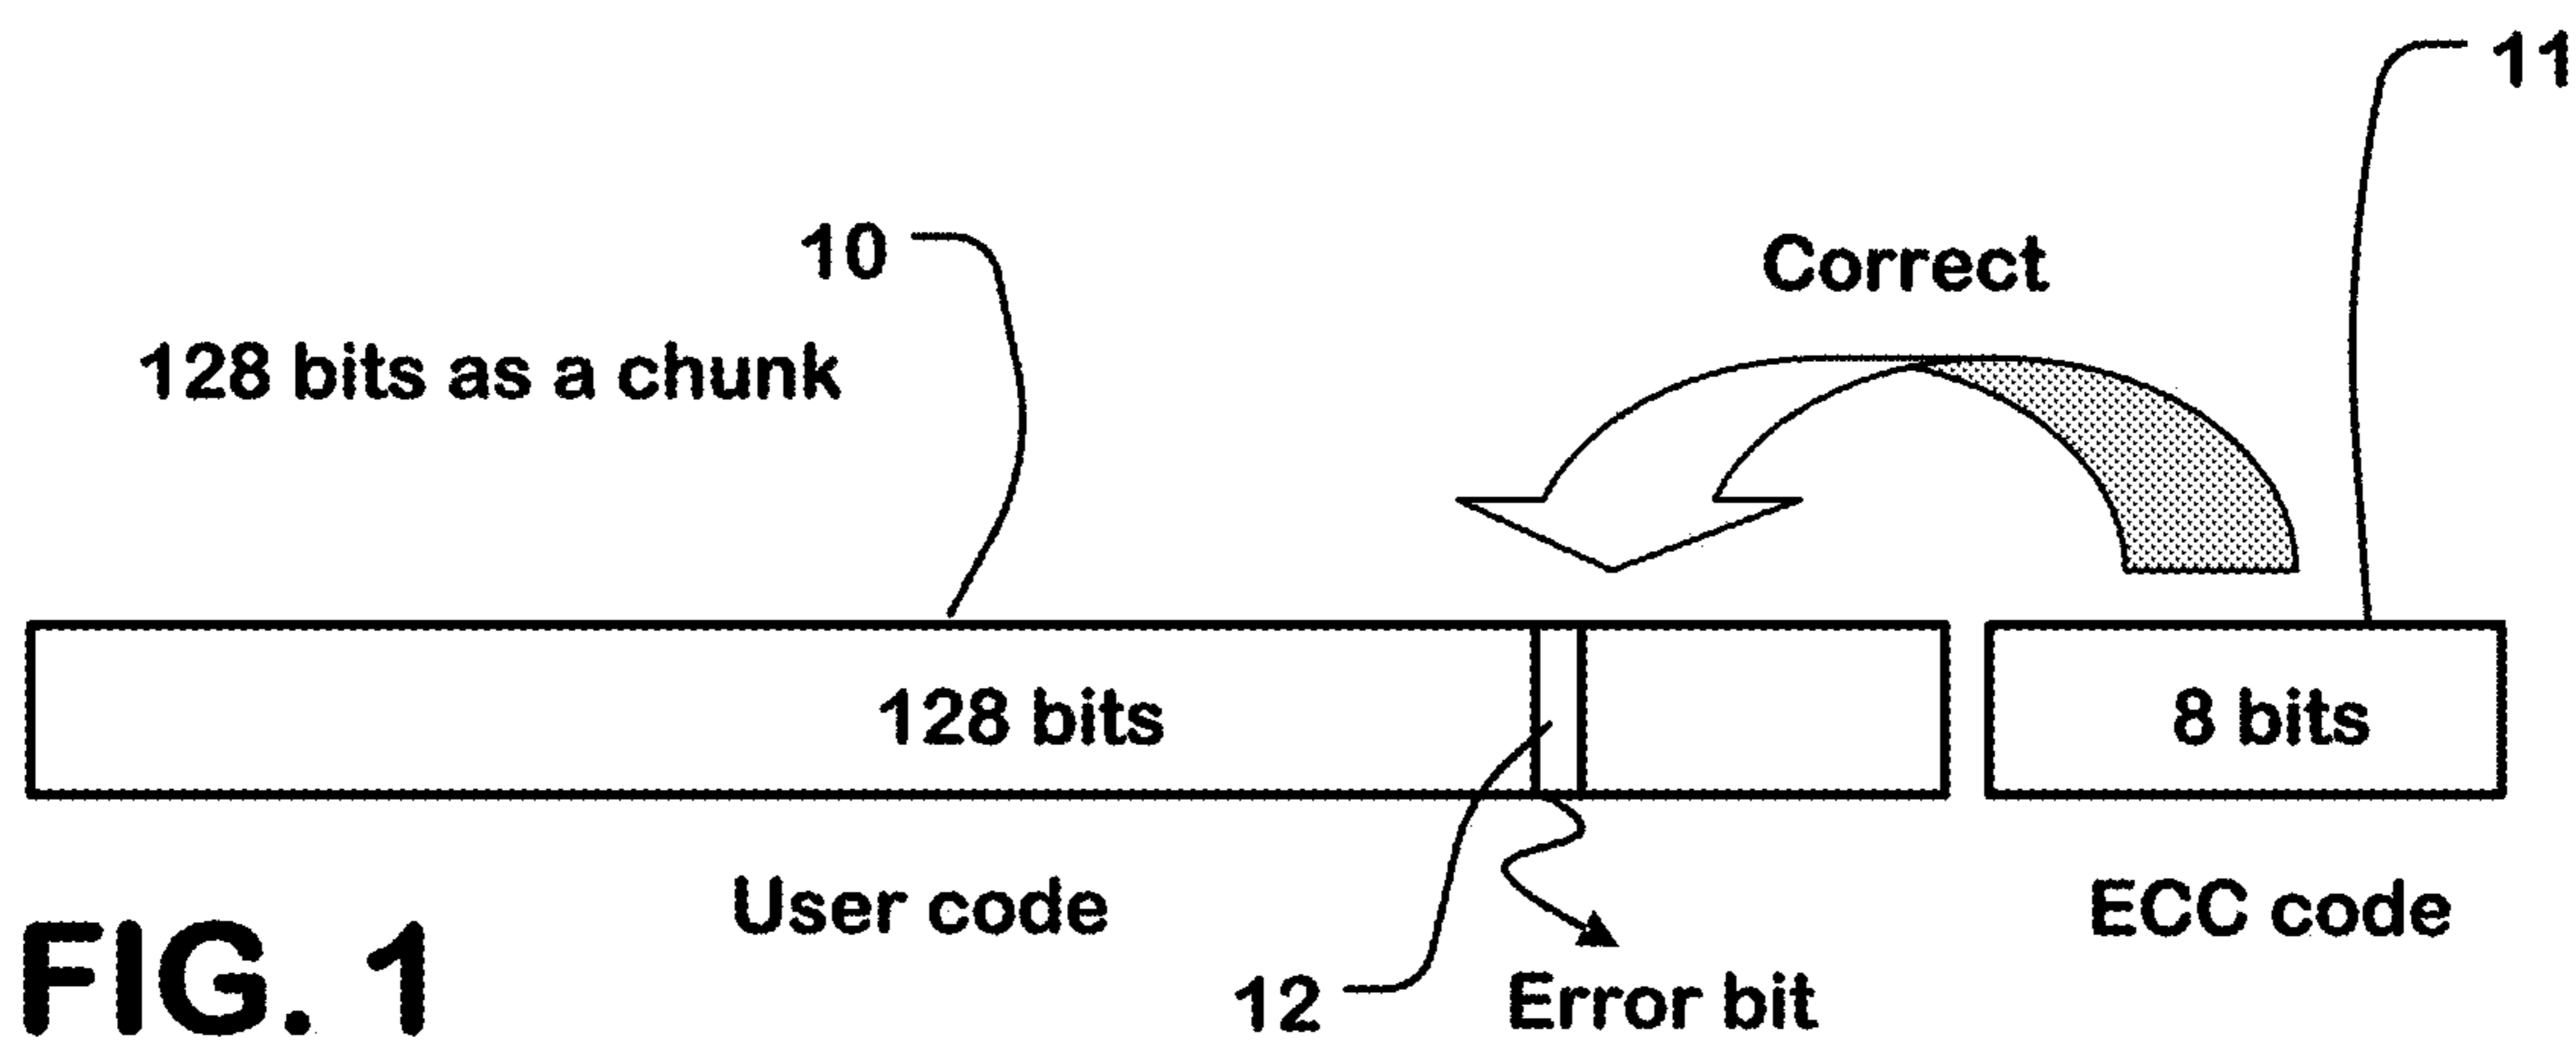 11
10
Correct
128 bits as a chunk
128 bits
8 bits
User code
ECC code
FIG. 1
12
Error bit